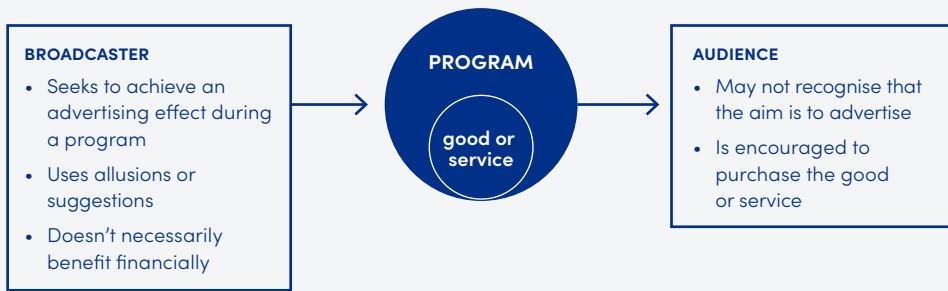 BROADCASTER
• Seeks to achieve an
advertising effect during
a program
• Uses allusions or
suggestions
• Doesn't necessarily
benefit financially
PROGRAM
good or
service
AUDIENCE
• May not recognise that
the aim is to advertise
• Is encouraged to
purchase the good
or service